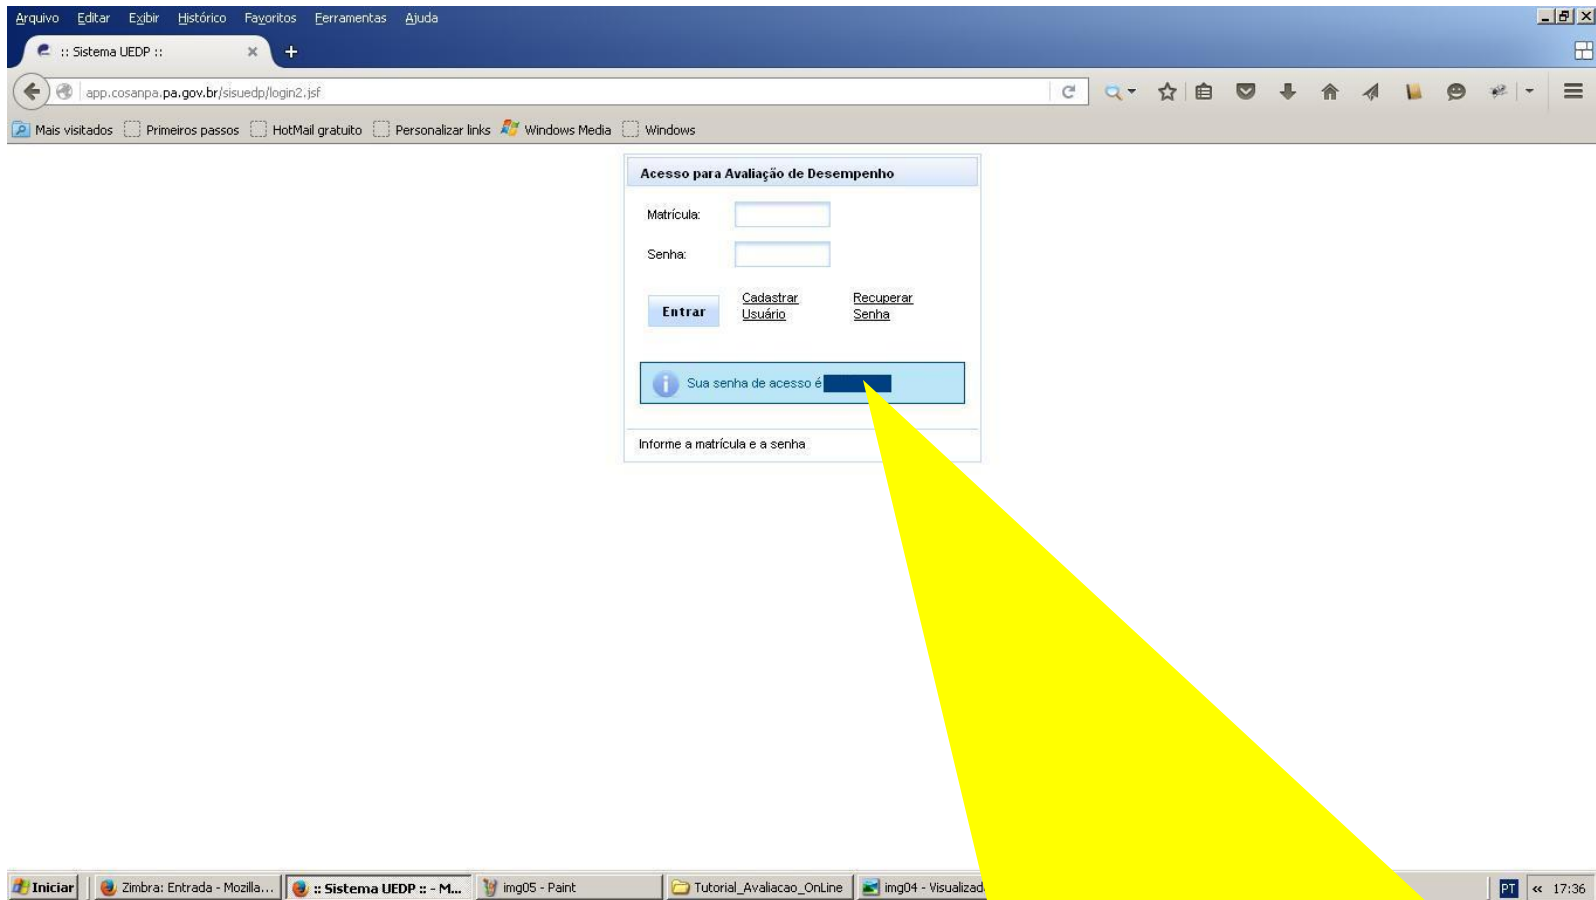 Arquivo Editar Exibir Histórico Favoritos Ferramentas Ajuda
:: Sistema UEDP ::
app.cosanpa.pa.gov.br/sisuedp/login2.jsf
Mais visitados Primeiros passos HotMail gratuito Personalizar links Windows Media Windows
Acesso para Avaliação de Desempenho
Matrícula:
Senha:
Entrar
Cadastrar
Usuário
Recuperar
Senha
Sua senha de acesso é
Informe a matrícula e a senha
Iniciar Zimbra: Entrada - Mozilla... :: Sistema UEDP :: - M... img05 - Paint Tutorial_Avaliacao_OnLine img04 - Visualizad PT « 17:36